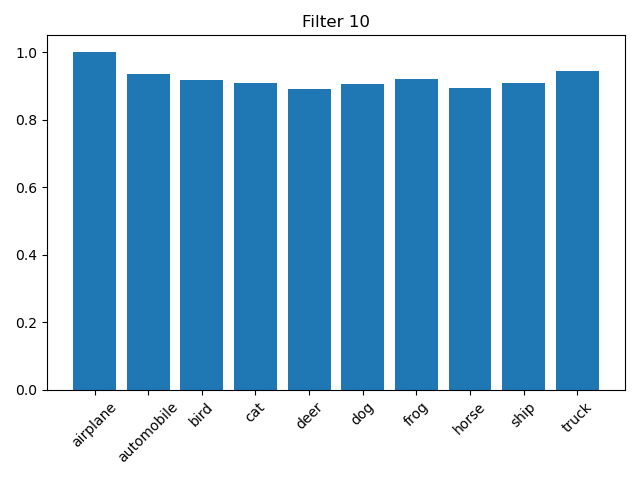 Filter 10
1.0
0.8
0.6
0.4
0.2
0.0
airplane
automobile
bird
cat
deer
dog
frog
horse
ship
truck